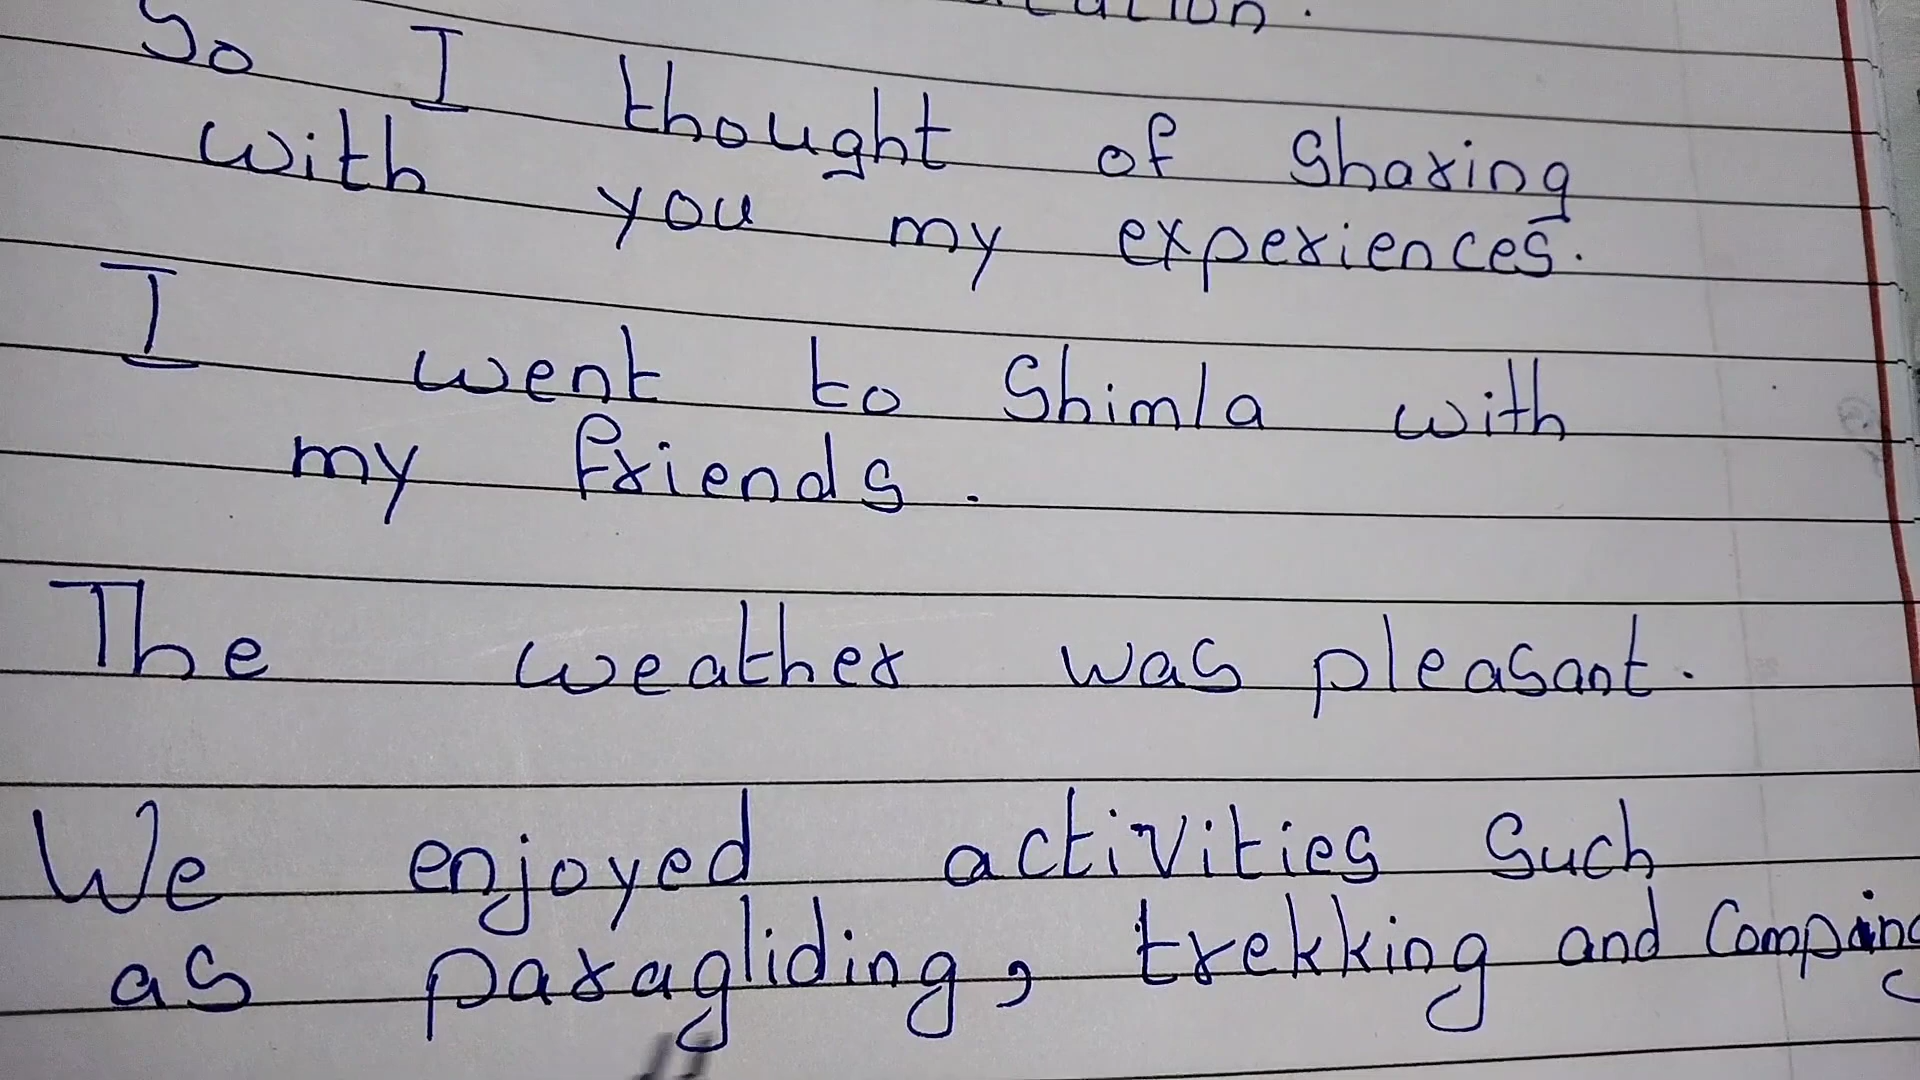 So I thought of sharing
with you my experiences.
I went to Shimla with
my friends.
The weather was pleasant.
We enjoyed activities such
as paragliding, trekking and Camping